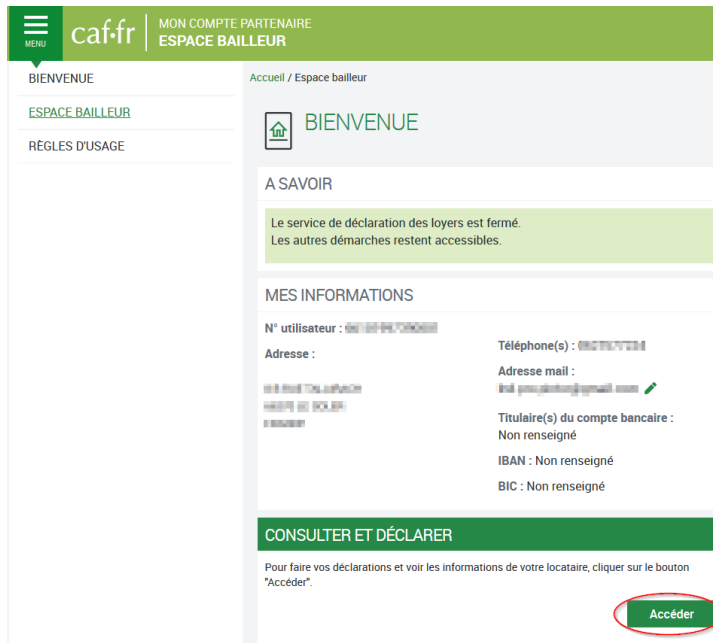 MENU
caf.fr
MON COMPTE PARTENAIRE
ESPACE BAILLEUR
BIENVENUE
ESPACE BAILLEUR
RÈGLES D'USAGE
Accueil / Espace bailleur
BIENVENUE
A SAVOIR
Le service de déclaration des loyers est fermé.
Les autres démarches restent accessibles.
MES INFORMATIONS
N° utilisateur :
Adresse :
Téléphone(s) :
Adresse mail :
Titulaire(s) du compte bancaire :
Non renseigné
IBAN : Non renseigné
BIC : Non renseigné
CONSULTER ET DÉCLARER
Pour faire vos déclarations et voir les informations de votre locataire, cliquer sur le bouton
"Accéder".
Accéder